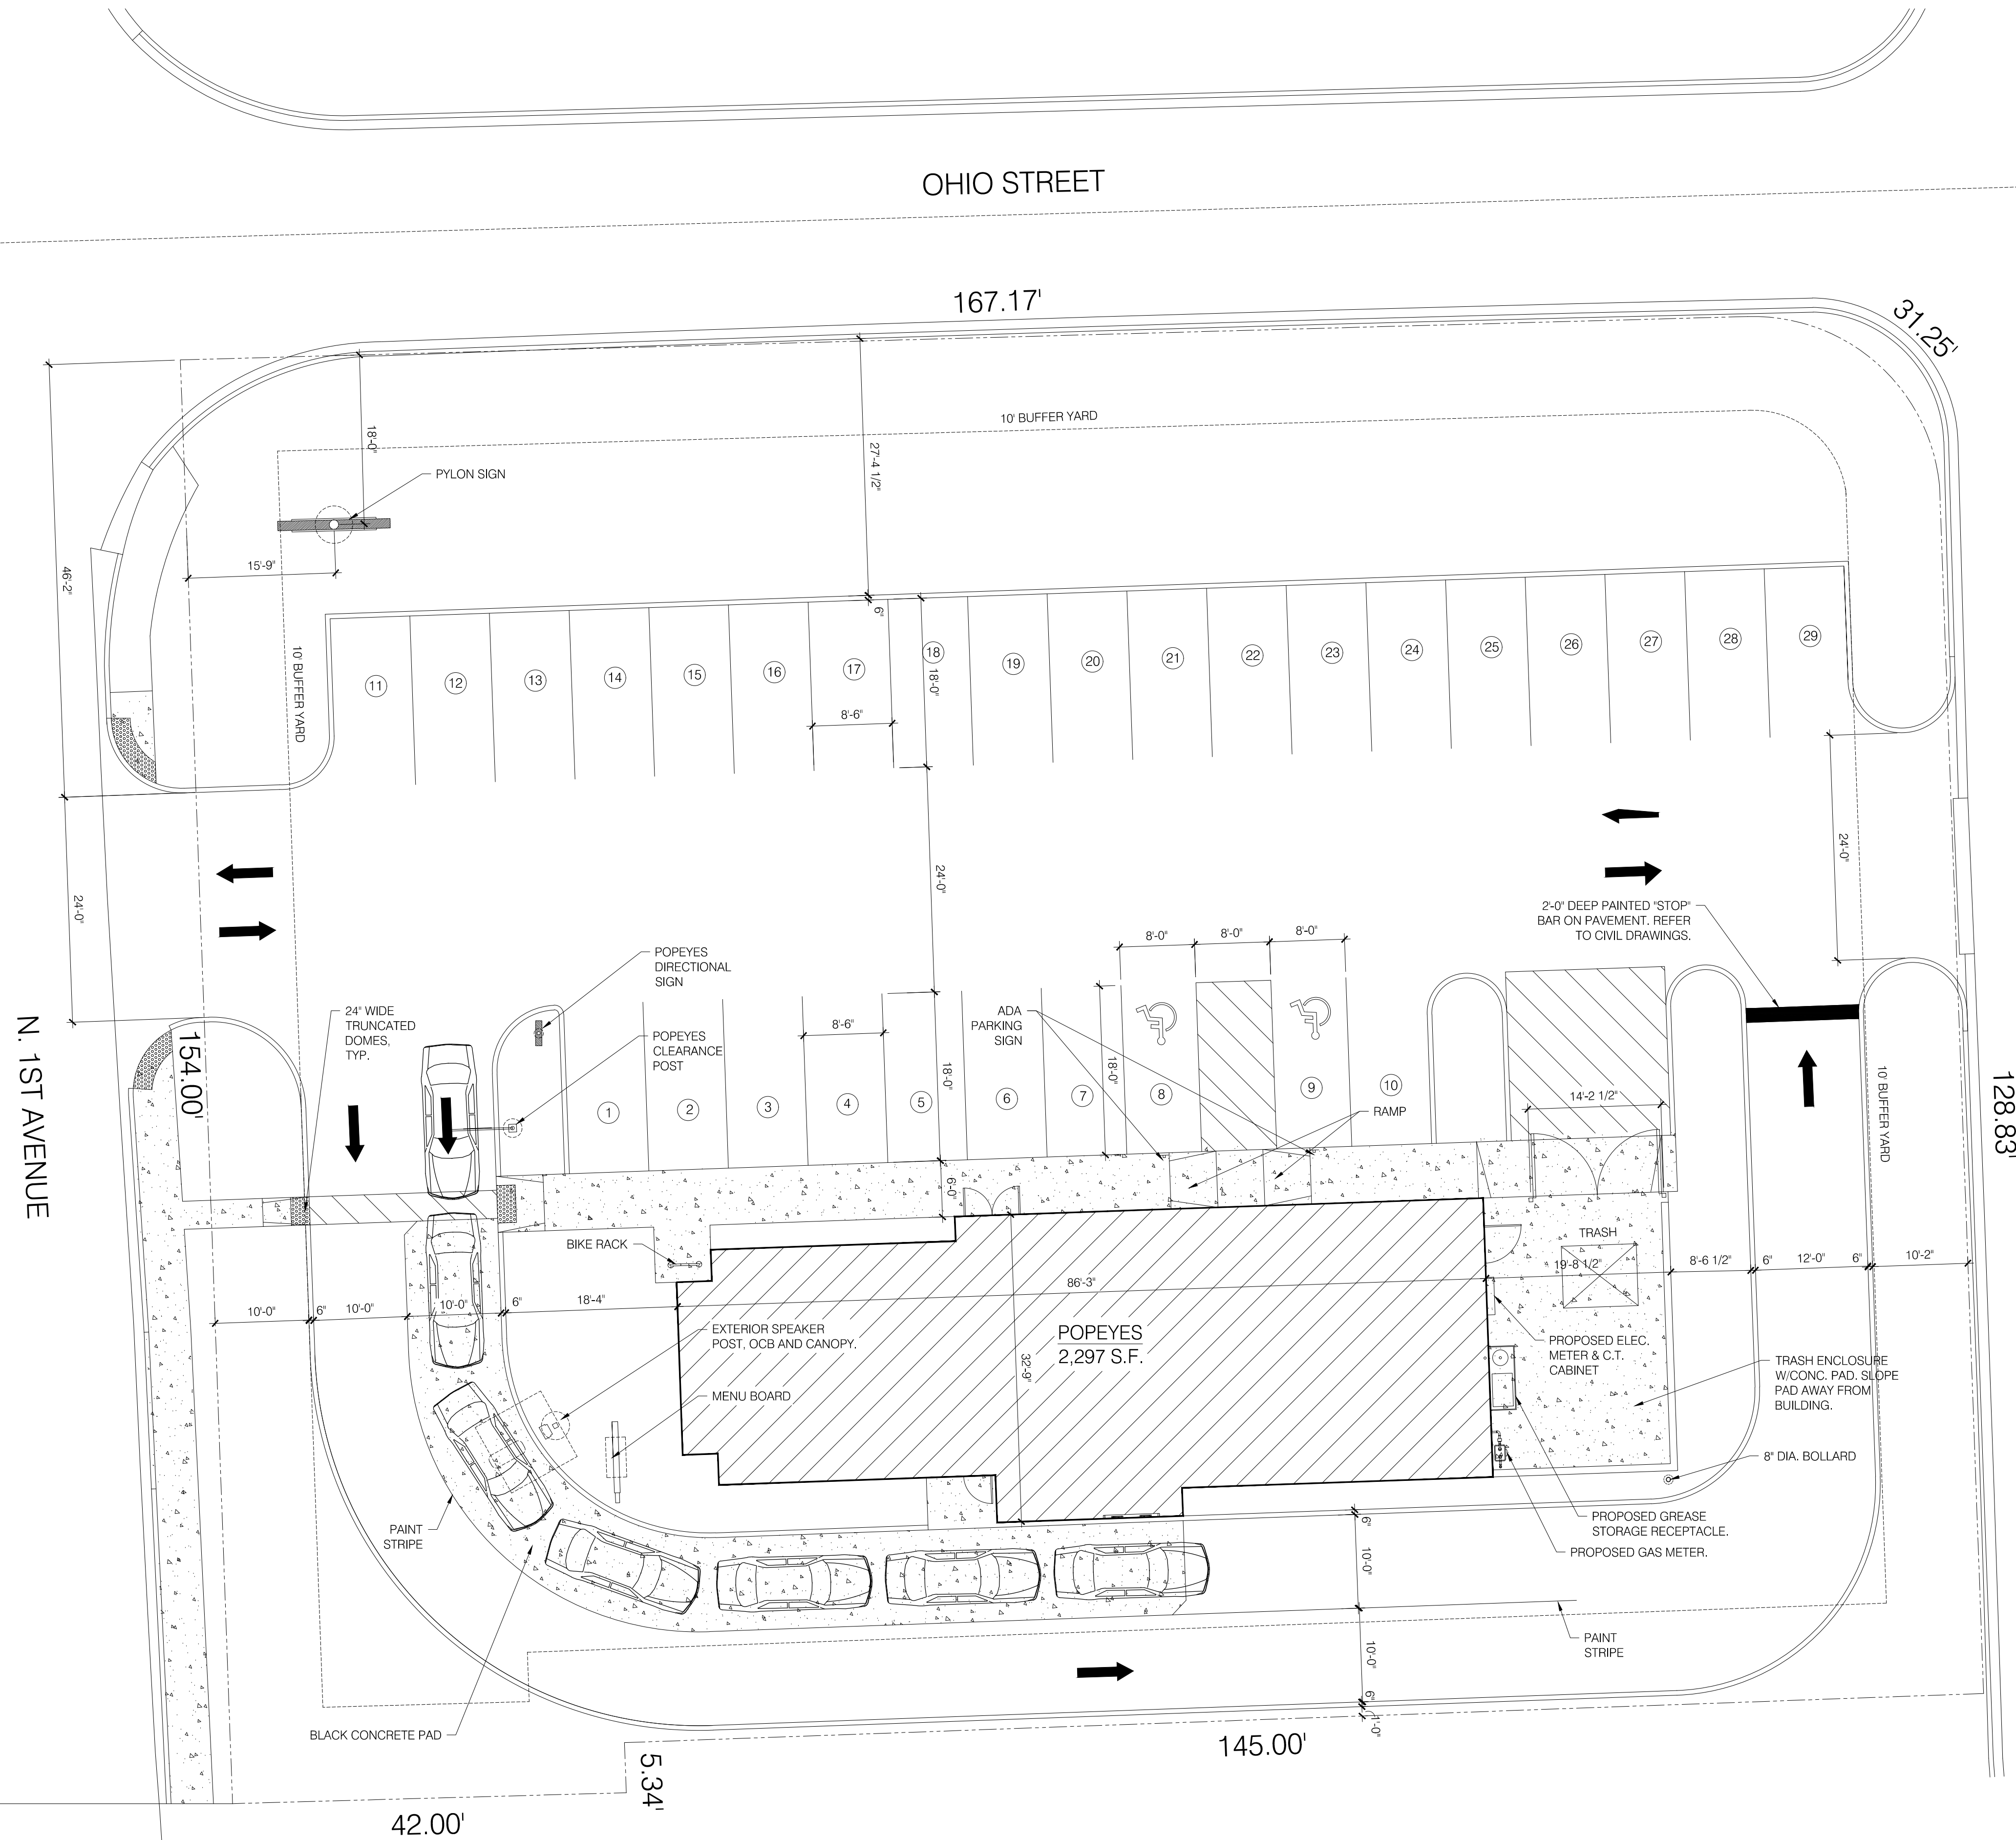 OHIO STREET
167.17'
31.25'
10' BUFFER YARD
18'-0"
27'-4 1/2"
PYLON SIGN
15'-9"
46'-2"
10' BUFFER YARD
6"
11
12
13
14
15
16
17
18
19
20
21
22
23
24
25
26
27
28
29
18'-0"
8'-6"
24'-0"
24'-0"
24'-0"
2'-0" DEEP PAINTED "STOP"
BAR ON PAVEMENT. REFER
TO CIVIL DRAWINGS.
8'-0"
8'-0"
8'-0"
POPEYES
DIRECTIONAL
SIGN
24" WIDE
TRUNCATED
DOMES,
TYP.
POPEYES
CLEARANCE
POST
8'-6"
ADA
PARKING
SIGN
N. 1ST AVENUE
154.00'
18'-0"
18'-0"
1
2
3
4
5
6
7
8
9
10
RAMP
14'-2 1/2"
10' BUFFER YARD
128.83'
6'-0"
BIKE RACK
TRASH
10'-0"
6"
10'-0"
10'-0"
6"
18'-4"
86'-3"
19'-8 1/2"
8'-6 1/2"
6"
12'-0"
6"
10'-2"
EXTERIOR SPEAKER
POST, OCB AND CANOPY.
POPEYES
2,297 S.F.
32'-9"
MENU BOARD
PROPOSED ELEC.
METER & C.T.
CABINET
TRASH ENCLOSURE
W/CONC. PAD. SLOPE
PAD AWAY FROM
BUILDING.
8" DIA. BOLLARD
PAINT
STRIPE
PROPOSED GREASE
STORAGE RECEPTACLE.
PROPOSED GAS METER.
6"
10'-0"
PAINT
STRIPE
10'-0"
6"
1'-0"
BLACK CONCRETE PAD
145.00'
5.34'
42.00'